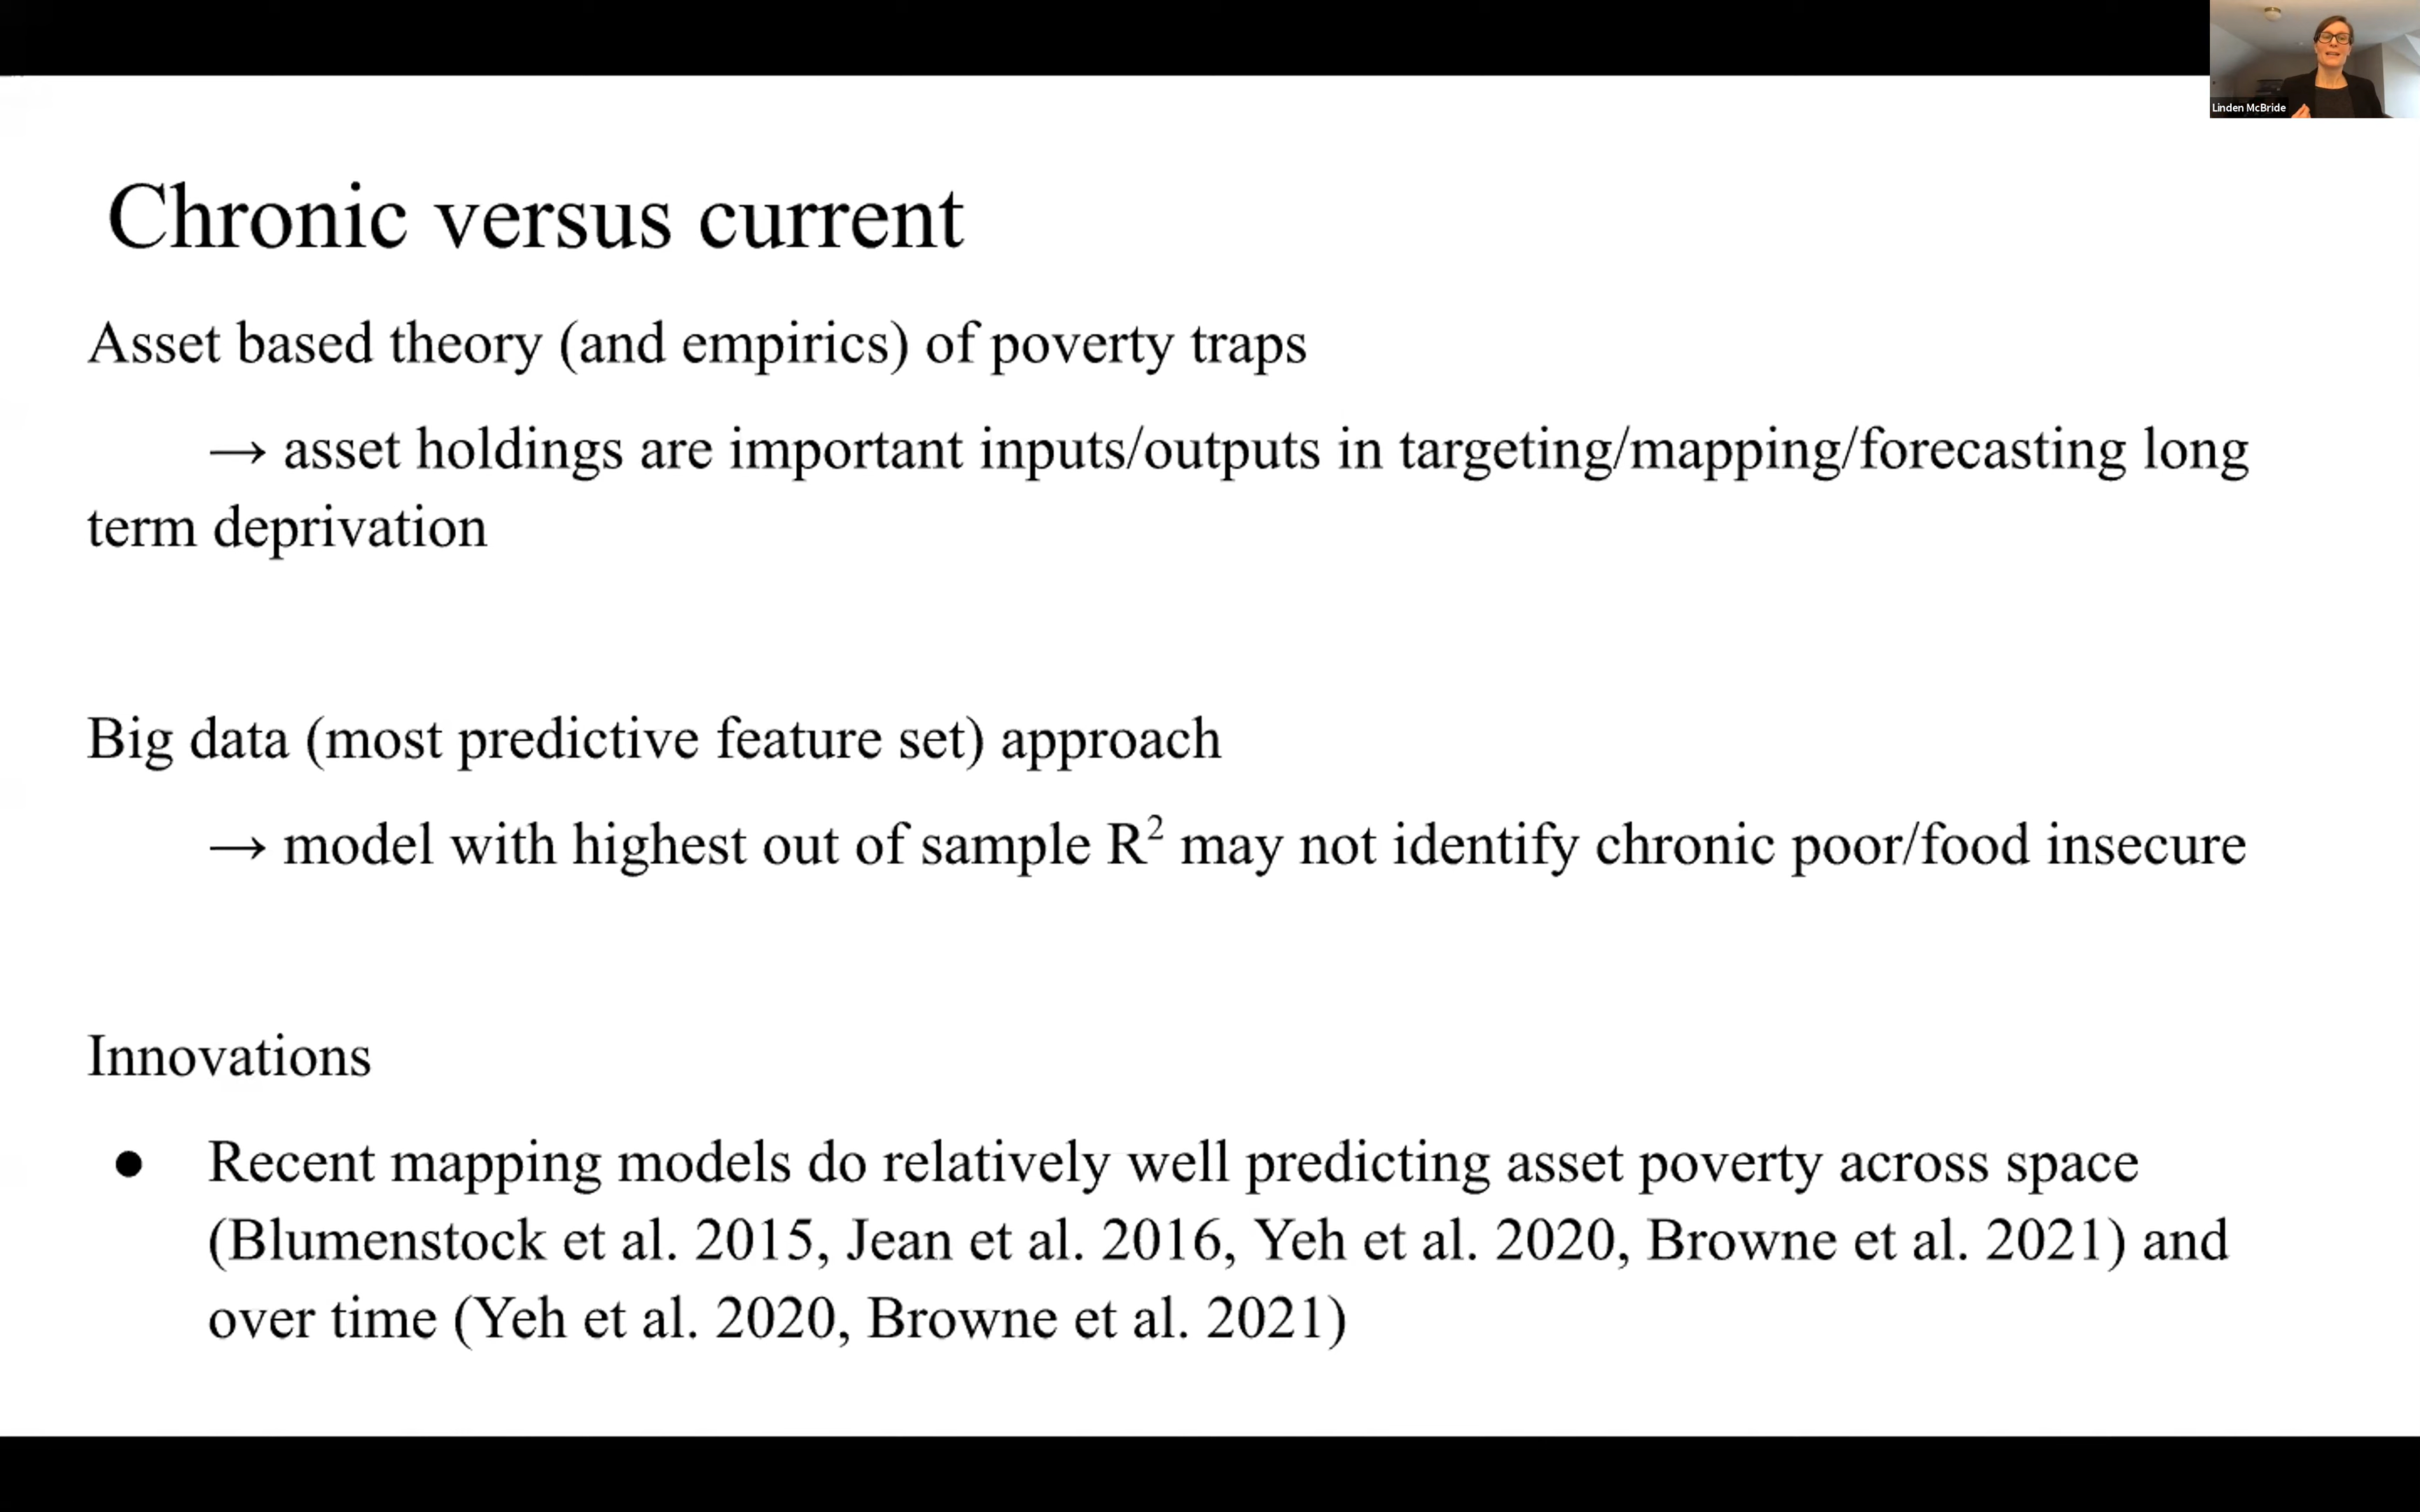 Linden McBride
Chronic versus current
Asset based theory (and empirics) of poverty traps
→ asset holdings are important inputs/outputs in targeting/mapping/forecasting long
term deprivation
Big data (most predictive feature set) approach
→ model with highest out of sample R² may not identify chronic poor/food insecure
Innovations
● Recent mapping models do relatively well predicting asset poverty across space
(Blumenstock et al. 2015, Jean et al. 2016, Yeh et al. 2020, Browne et al. 2021) and
over time (Yeh et al. 2020, Browne et al. 2021)